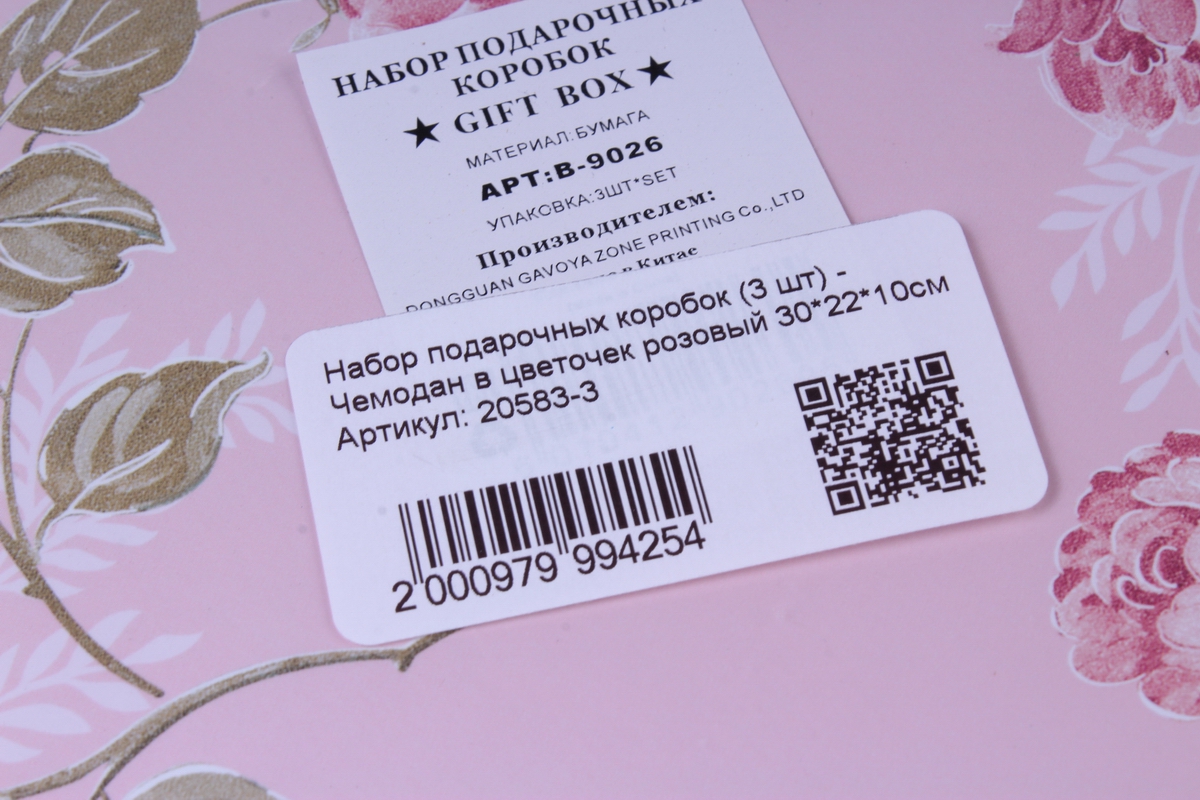 НАБОР ПОДАРОЧНЫХ
КОРОБОК
★ GIFT BOX ★
МАТЕРИАЛ:БУМАГА
АРТ:B-9026
УПАКОВКА:3ШТ*SET
Производителем:
DONGGUAN GAVOYA ZONE PRINTING Co.,LTD
в Китае
Набор подарочных коробок (3 шт) -
Чемодан в цветочек розовый 30*22*10см
Артикул: 20583-3
2 000979 994254